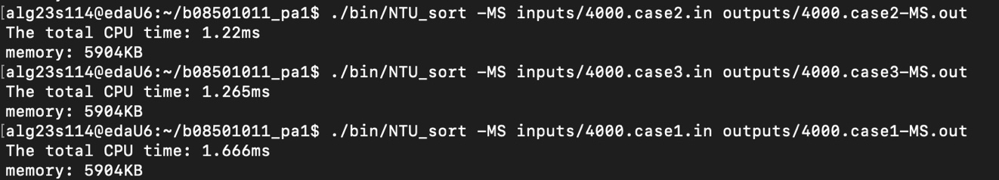 [alg23s114@edaU6:~/b08501011_pa1$ ./bin/NTU_sort -MS inputs/4000.case2.in outputs/4000.case2-MS.out
The total CPU time: 1.22ms
memory: 5904KB
[alg23s114@edaU6:~/b08501011_pa1$ ./bin/NTU_sort -MS inputs/4000.case3.in outputs/4000.case3-MS.out
The total CPU time: 1.265ms
memory: 5904KB
[alg23s114@edaU6:~/b08501011_pa1$ ./bin/NTU_sort -MS inputs/4000.case1.in outputs/4000.case1-MS.out
The total CPU time: 1.666ms
memory: 5904KB